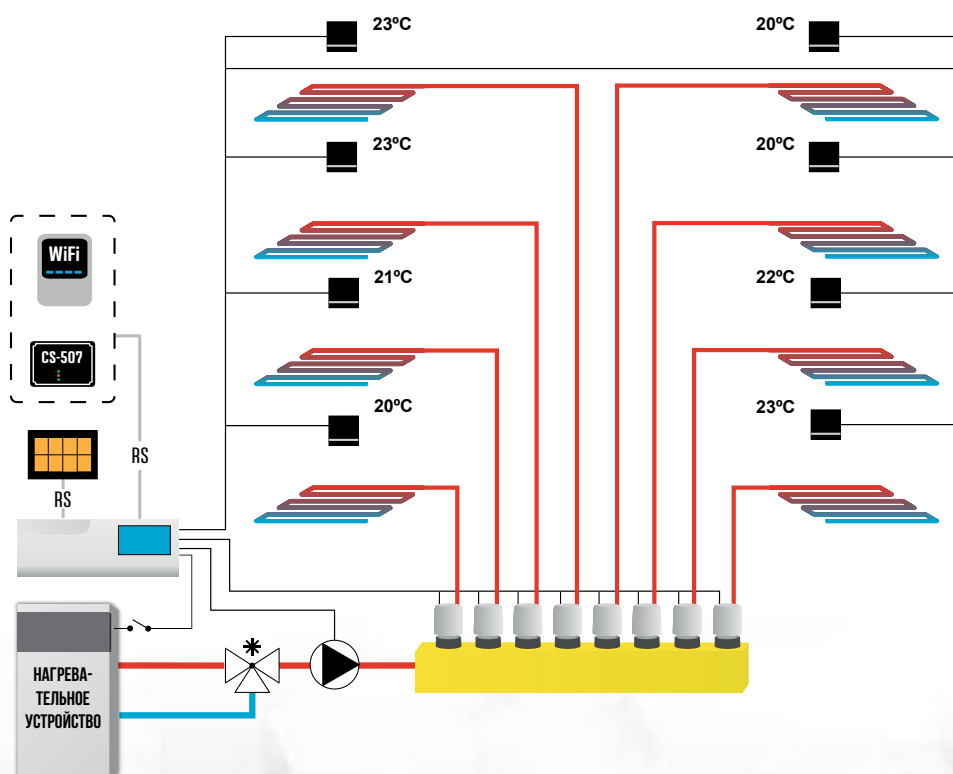 23ºC
20ºC
23ºC
20ºC
WiFi
21ºC
22ºC
CS-507
20ºC
23ºC
RS
RS
НАГРЕВА-
ТЕЛЬНОЕ
УСТРОЙСТВО